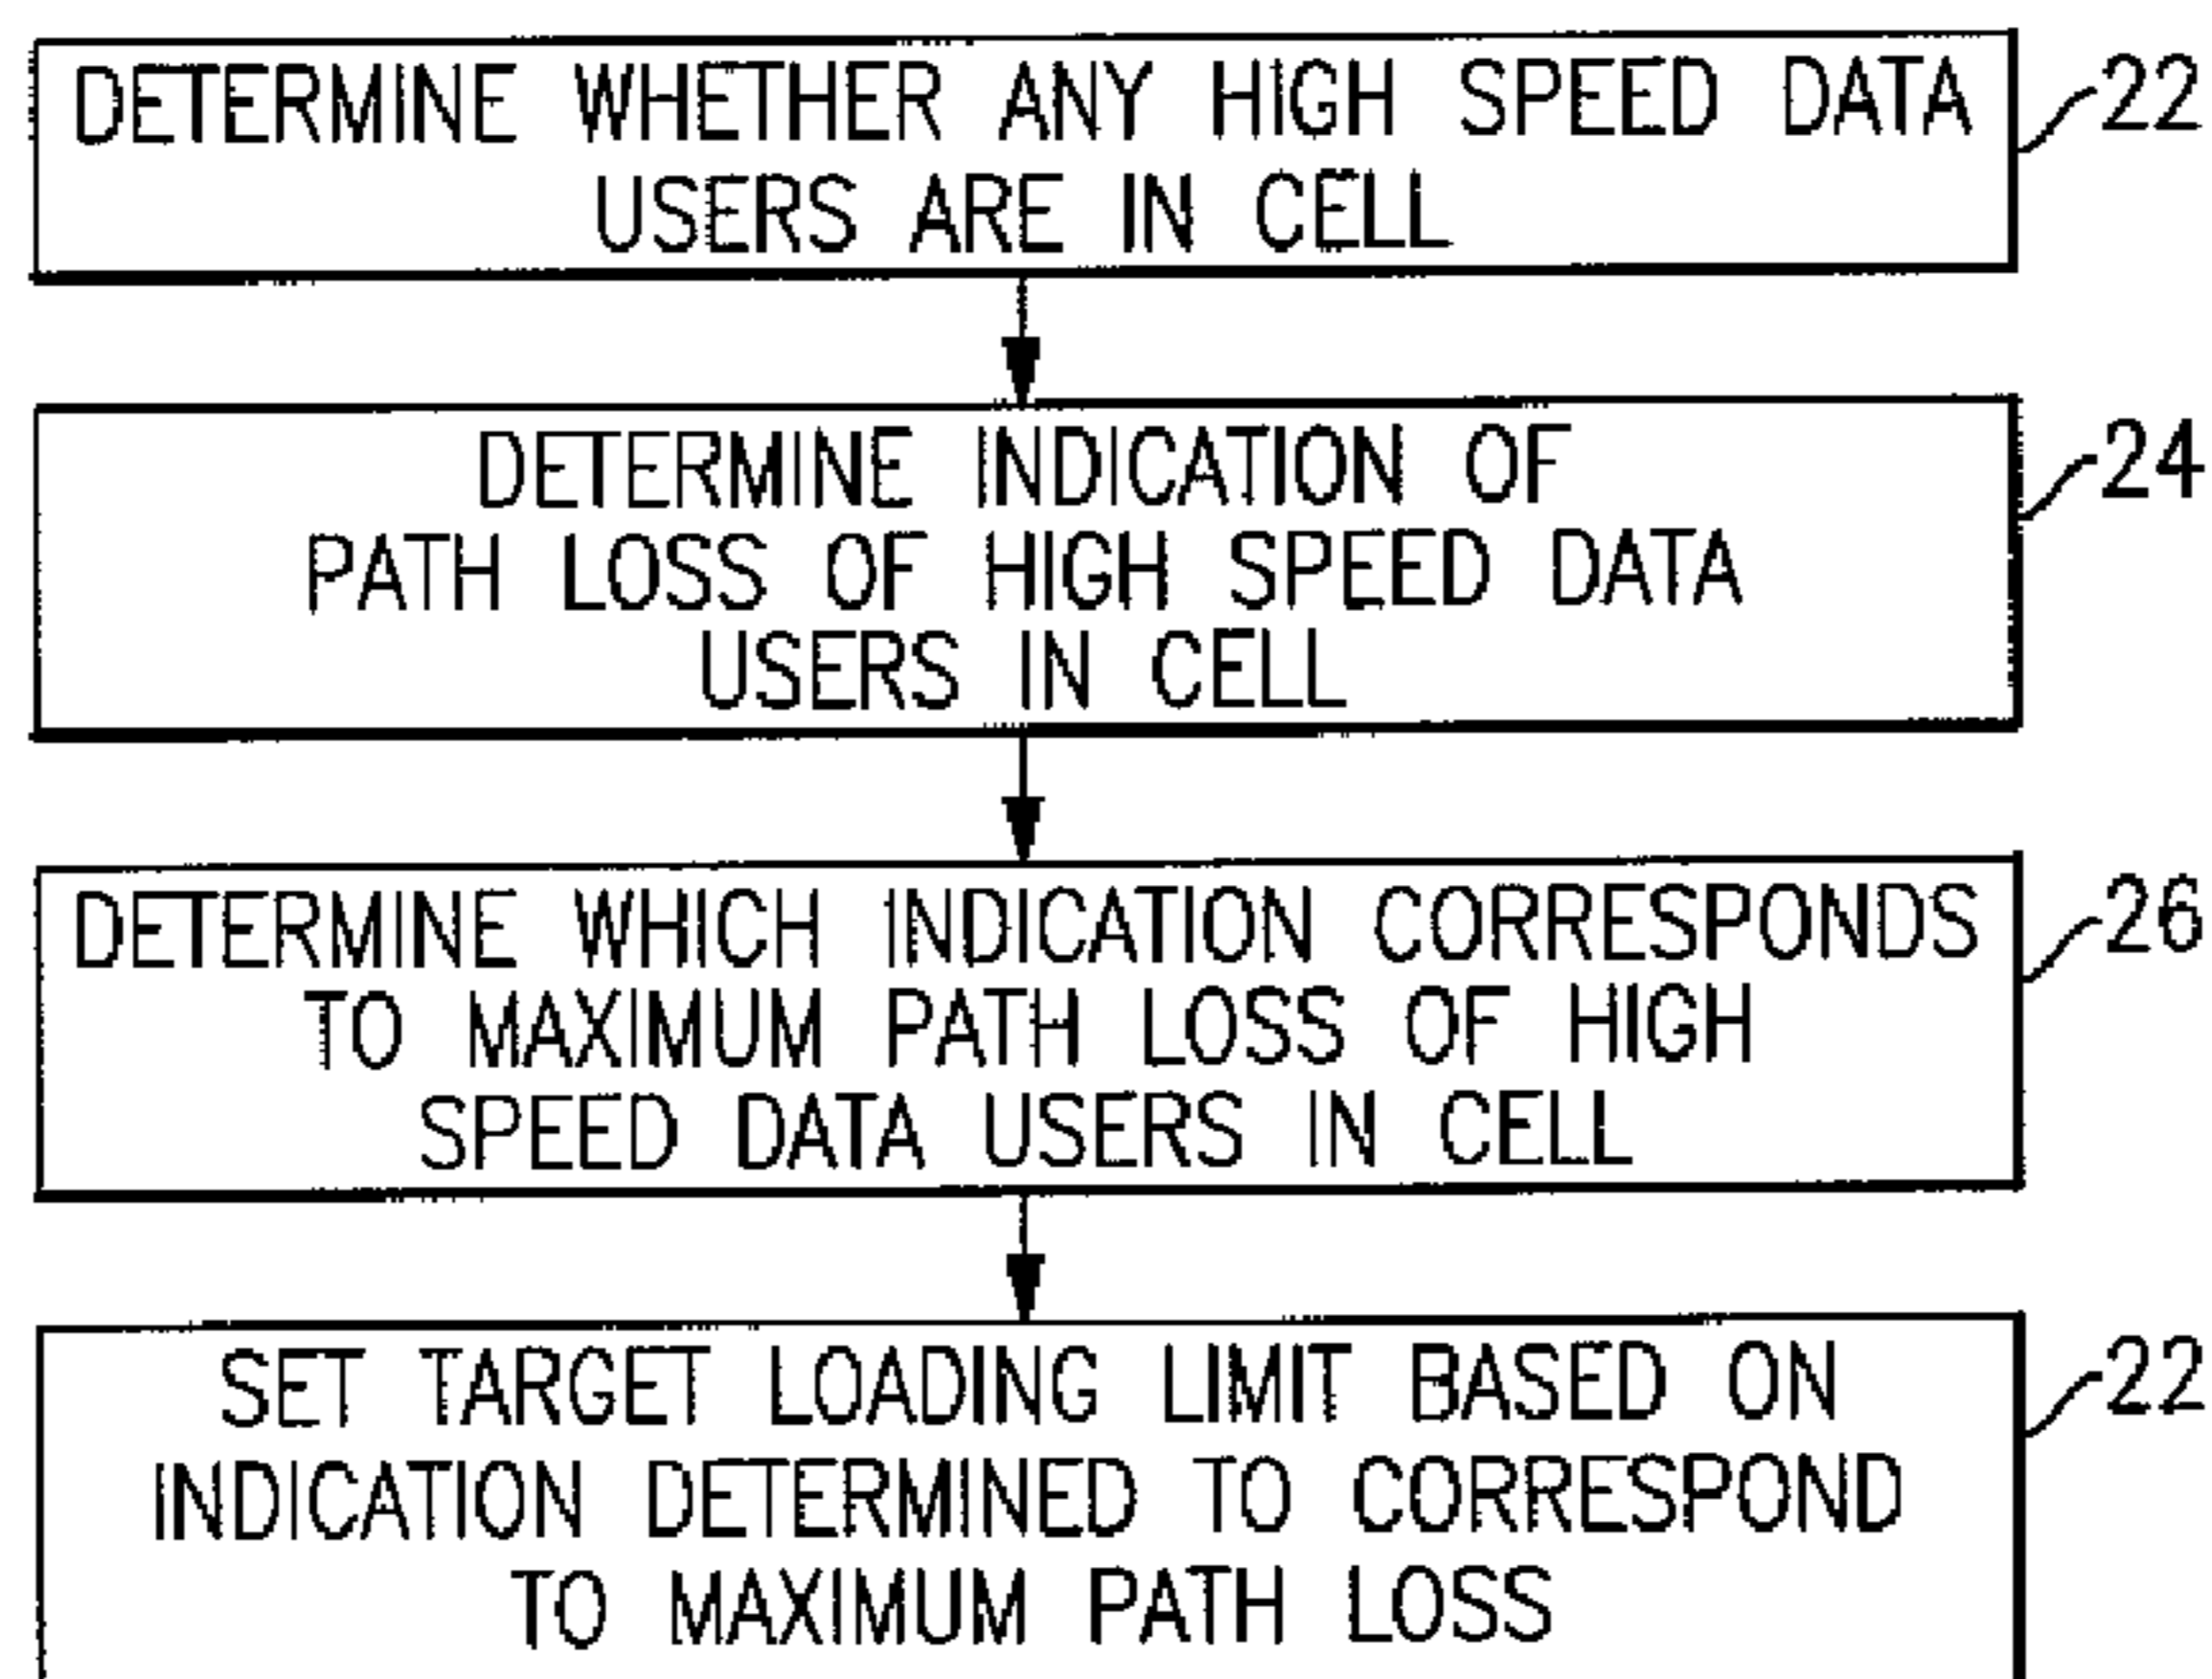 DETERMINE WHETHER ANY HIGH SPEED DATA
USERS ARE IN CELL
22
DETERMINE INDICATION OF
PATH LOSS OF HIGH SPEED DATA
USERS IN CELL
24
DETERMINE WHICH INDICATION CORRESPONDS
TO MAXIMUM PATH LOSS OF HIGH
SPEED DATA USERS IN CELL
26
SET TARGET LOADING LIMIT BASED ON
INDICATION DETERMINED TO CORRESPOND
TO MAXIMUM PATH LOSS
22